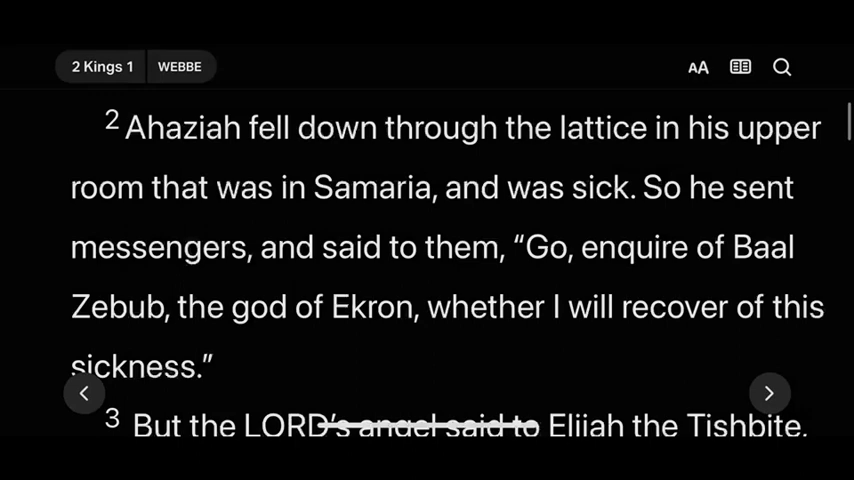 2 Kings 1 WEBBE AA
2 Ahaziah fell down through the lattice in his upper
room that was in Samaria, and was sick. So he sent
messengers, and said to them, “Go, enquire of Baal
Zebub, the god of Ekron, whether I will recover of this
sickness.”
3 But the LORD’s angel said to Elijah the Tishbite,